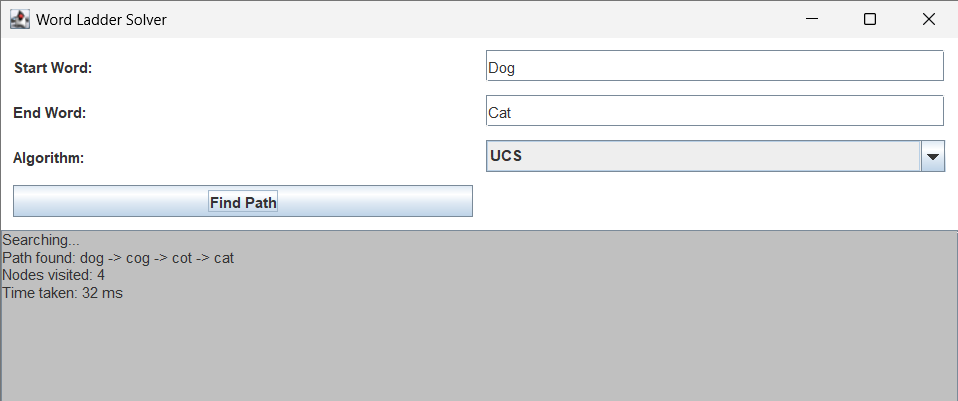 Word Ladder Solver
Start Word: Dog
End Word: Cat
Algorithm: UCS
Find Path
Searching...
Path found: dog -> cog -> cot -> cat
Nodes visited: 4
Time taken: 32 ms